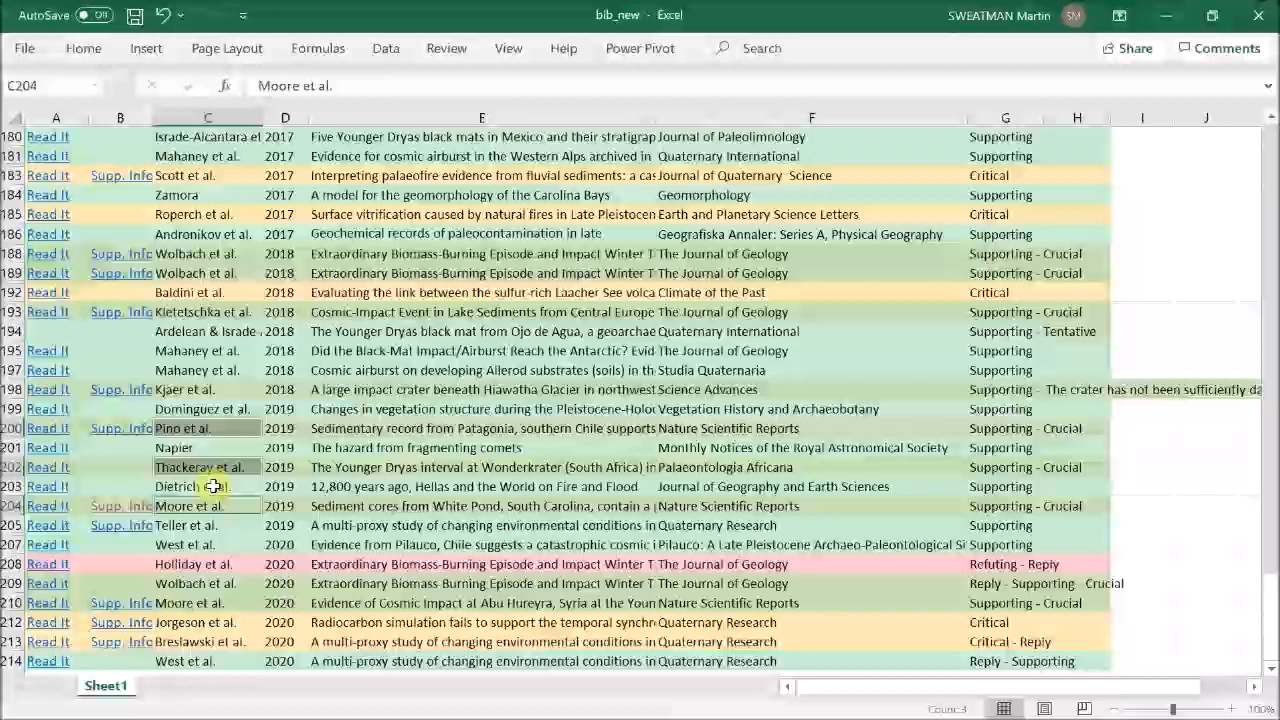 AutoSave Off blb_new - Excel SWEATMAN Martin SM
File Home Insert Page Layout Formulas Data Review View Help Power Pivot Search Share Comments
C204 fx Moore et al.
A B C D E F G H I J
180 Read It Israde-Alcantara et 2017 Five Younger Dryas black mats in Mexico and their stratigrap Journal of Paleolimnology Supporting
181 Read It Mahaney et al. 2017 Evidence for cosmic airburst in the Western Alps archived in Quaternary International Supporting
183 Read It Supp. Info Scott et al. 2017 Interpreting palaeofire evidence from fluvial sediments: a cas Journal of Quaternary Science Critical
184 Read It Zamora 2017 A model for the geomorphology of the Carolina Bays Geomorphology Supporting
185 Read It Roperch et al. 2017 Surface vitrification caused by natural fires in Late Pleistocen Earth and Planetary Science Letters Critical
186 Read It Andronikov et al. 2017 Geochemical records of paleocontamination in late Geografiska Annaler: Series A, Physical Geography Supporting
188 Read It Supp. Info Wolbach et al. 2018 Extraordinary Biomass-Burning Episode and Impact Winter T The Journal of Geology Supporting - Crucial
189 Read It Supp. Info Wolbach et al. 2018 Extraordinary Biomass-Burning Episode and Impact Winter T The Journal of Geology Supporting - Crucial
192 Read It Baldini et al. 2018 Evaluating the link between the sulfur-rich Laacher See volca Climate of the Past Critical
193 Read It Supp. Info Kletetschka et al. 2018 Cosmic-Impact Event in Lake Sediments from Central Europe The Journal of Geology Supporting - Crucial
194 Ardelean & Israde 2018 The Younger Dryas black mat from Ojo de Agua, a geoarchae Quaternary International Supporting - Tentative
195 Read It Mahaney et al. 2018 Did the Black-Mat Impact/Airburst Reach the Antarctic? Evid The Journal of Geology Supporting
197 Read It Mahaney et al. 2018 Cosmic airburst on developing Allerod substrates (soils) in th Studia Quaternaria Supporting
198 Read It Supp. Info Kjaer et al. 2018 A large impact crater beneath Hiawatha Glacier in northwest Science Advances Supporting - The crater has not been sufficiently da
199 Read It Dominguez et al. 2019 Changes in vegetation structure during the Pleistocene-Holo Vegetation History and Archaeobotany Supporting
200 Read It Supp. Info Pino et al. 2019 Sedimentary record from Patagonia, southern Chile supports Nature Scientific Reports Supporting - Crucial
201 Read It Napier 2019 The hazard from fragmenting comets Monthly Notices of the Royal Astronomical Society Supporting
202 Read It Thackeray et al. 2019 The Younger Dryas interval at Wonderkrater (South Africa) in Palaeontologia Africana Supporting - Crucial
203 Read It Dietrich et al. 2019 12,800 years ago, Hellas and the World on Fire and Flood Journal of Geography and Earth Sciences Supporting
204 Read It Supp. Info Moore et al. 2019 Sediment cores from White Pond, South Carolina, contain a Nature Scientific Reports Supporting - Crucial
205 Read It Supp. Info Teller et al. 2019 A multi-proxy study of changing environmental conditions in Quaternary Research Supporting
207 Read It West et al. 2020 Evidence from Pilauco, Chile suggests a catastrophic cosmic i Pilauco: A Late Pleistocene Archaeo-Paleontological Si Supporting
208 Read It Holliday et al. 2020 Extraordinary Biomass-Burning Episode and Impact Winter T The Journal of Geology Refuting - Reply
209 Read it Wolbach et al. 2020 Extraordinary Biomass-Burning Episode and Impact Winter T The Journal of Geology Reply - Supporting Crucial
210 Read It Supp. Info Moore et al. 2020 Evidence of Cosmic Impact at Abu Hureyra, Syria at the Youn Nature Scientific Reports Supporting - Crucial
212 Read It Supp. Info Jorgeson et al. 2020 Radiocarbon simulation fails to support the temporal synchr Quaternary Research Critical
213 Read It Supp. Info Breslawski et al. 2020 A multi-proxy study of changing environmental conditions in Quaternary Research Critical - Reply
214 Read It West et al. 2020 A multi-proxy study of changing environmental conditions in Quaternary Research Reply - Supporting
Sheet1
Count: 3 100%